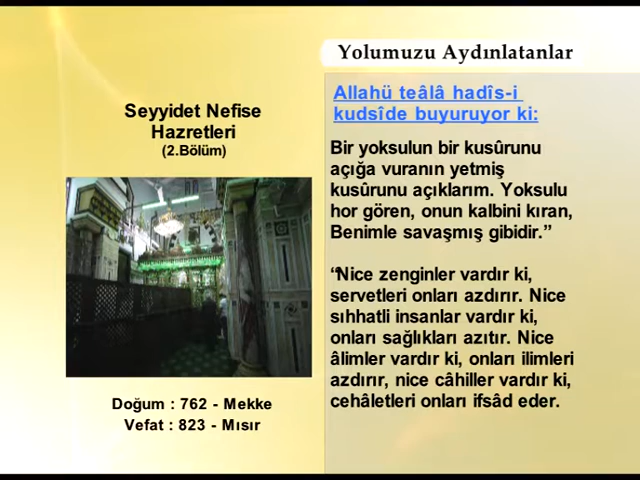 Yolumuzu Aydınlatanlar
Seyyidet Nefise
Hazretleri
(2.Bölüm)
Doğum : 762 - Mekke
Vefat : 823 - Mısır
Allahü teâlâ hadîs-i
kudsîde buyuruyor ki:
Bir yoksulun bir kusûrunu
açığa vuranın yetmiş
kusûrunu açıklarım. Yoksulu
hor gören, onun kalbini kıran,
Benimle savaşmış gibidir.”
“Nice zenginler vardır ki,
servetleri onları azdırır. Nice
sıhhatli insanlar vardır ki,
onları sağlıkları azıtır. Nice
âlimler vardır ki, onları ilimleri
azdırır, nice câhiller vardır ki,
cehâletleri onları ifsâd eder.